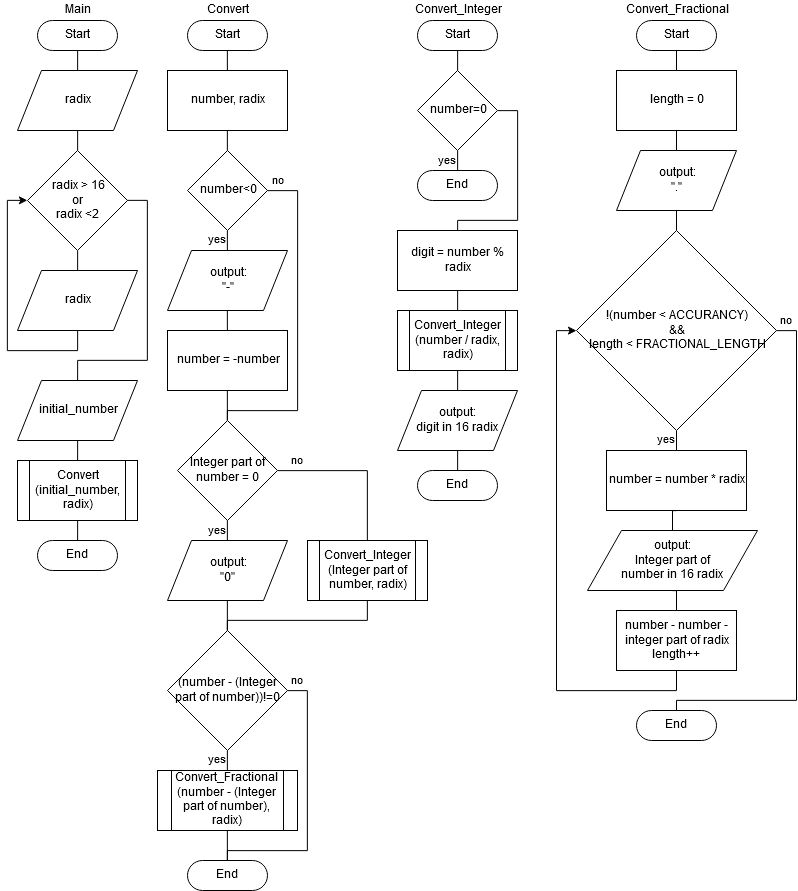 Main
Start
radix
radix > 16
or
radix <2
radix
initial_number
Convert
(initial_number,
radix)
End
Convert
Start
number, radix
number<0
no
yes
output:
"-"
number = -number
Integer part of
number = 0
no
yes
output:
"0"
Convert_Integer
(Integer part of
number, radix)
(number - (Integer
part of number))!=0
no
yes
Convert_Fractional
(number - (Integer
part of number),
radix)
End
Convert_Integer
Start
number=0
yes
End
digit = number %
radix
Convert_Integer
(number / radix,
radix)
output:
digit in 16 radix
End
Convert_Fractional
Start
length = 0
output:
"."
!(number < ACCURANCY)
&&
length < FRACTIONAL_LENGTH
no
yes
number = number * radix
output:
Integer part of
number in 16 radix
number - number -
integer part of radix
length++
End